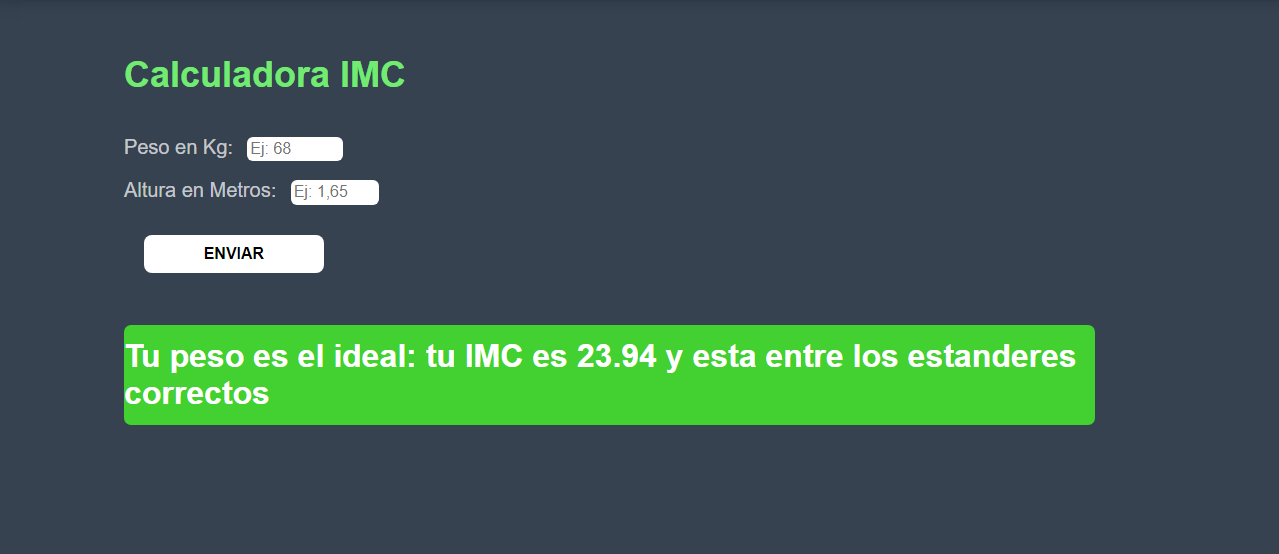 Calculadora IMC
Peso en Kg: Ej: 68
Altura en Metros: Ej: 1,65
ENVIAR
Tu peso es el ideal: tu IMC es 23.94 y esta entre los estanderes
correctos